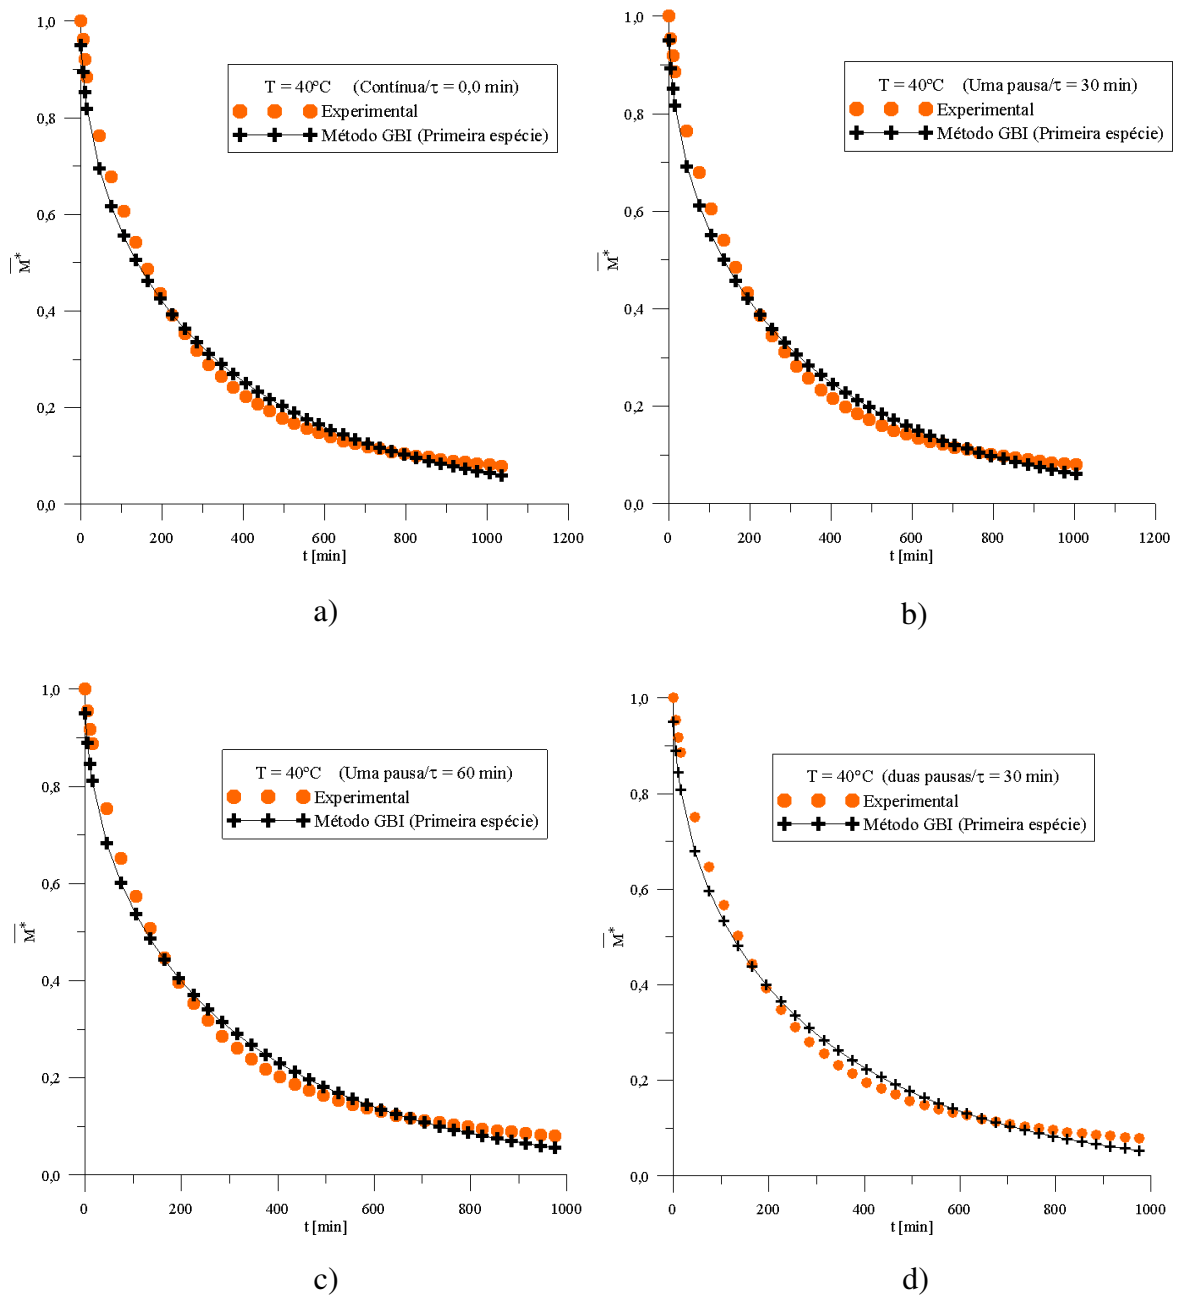 1,0
0,8
0,6
0,4
0,2
0,0
M*
0 200 400 600 800 1000 1200
t [min]
T = 40°C (Contínua/τ = 0,0 min)
Experimental
Método GBI (Primeira espécie)
a)
1,0
0,8
0,6
0,4
0,2
0,0
M*
0 200 400 600 800 1000 1200
t [min]
T = 40°C (Uma pausa/τ = 30 min)
Experimental
Método GBI (Primeira espécie)
b)
1,0
0,8
0,6
0,4
0,2
0,0
M*
0 200 400 600 800 1000
t [min]
T = 40°C (Uma pausa/τ = 60 min)
Experimental
Método GBI (Primeira espécie)
c)
1,0
0,8
0,6
0,4
0,2
0,0
M*
0 200 400 600 800 1000
t [min]
T = 40°C (duas pausas/τ = 30 min)
Experimental
Método GBI (Primeira espécie)
d)